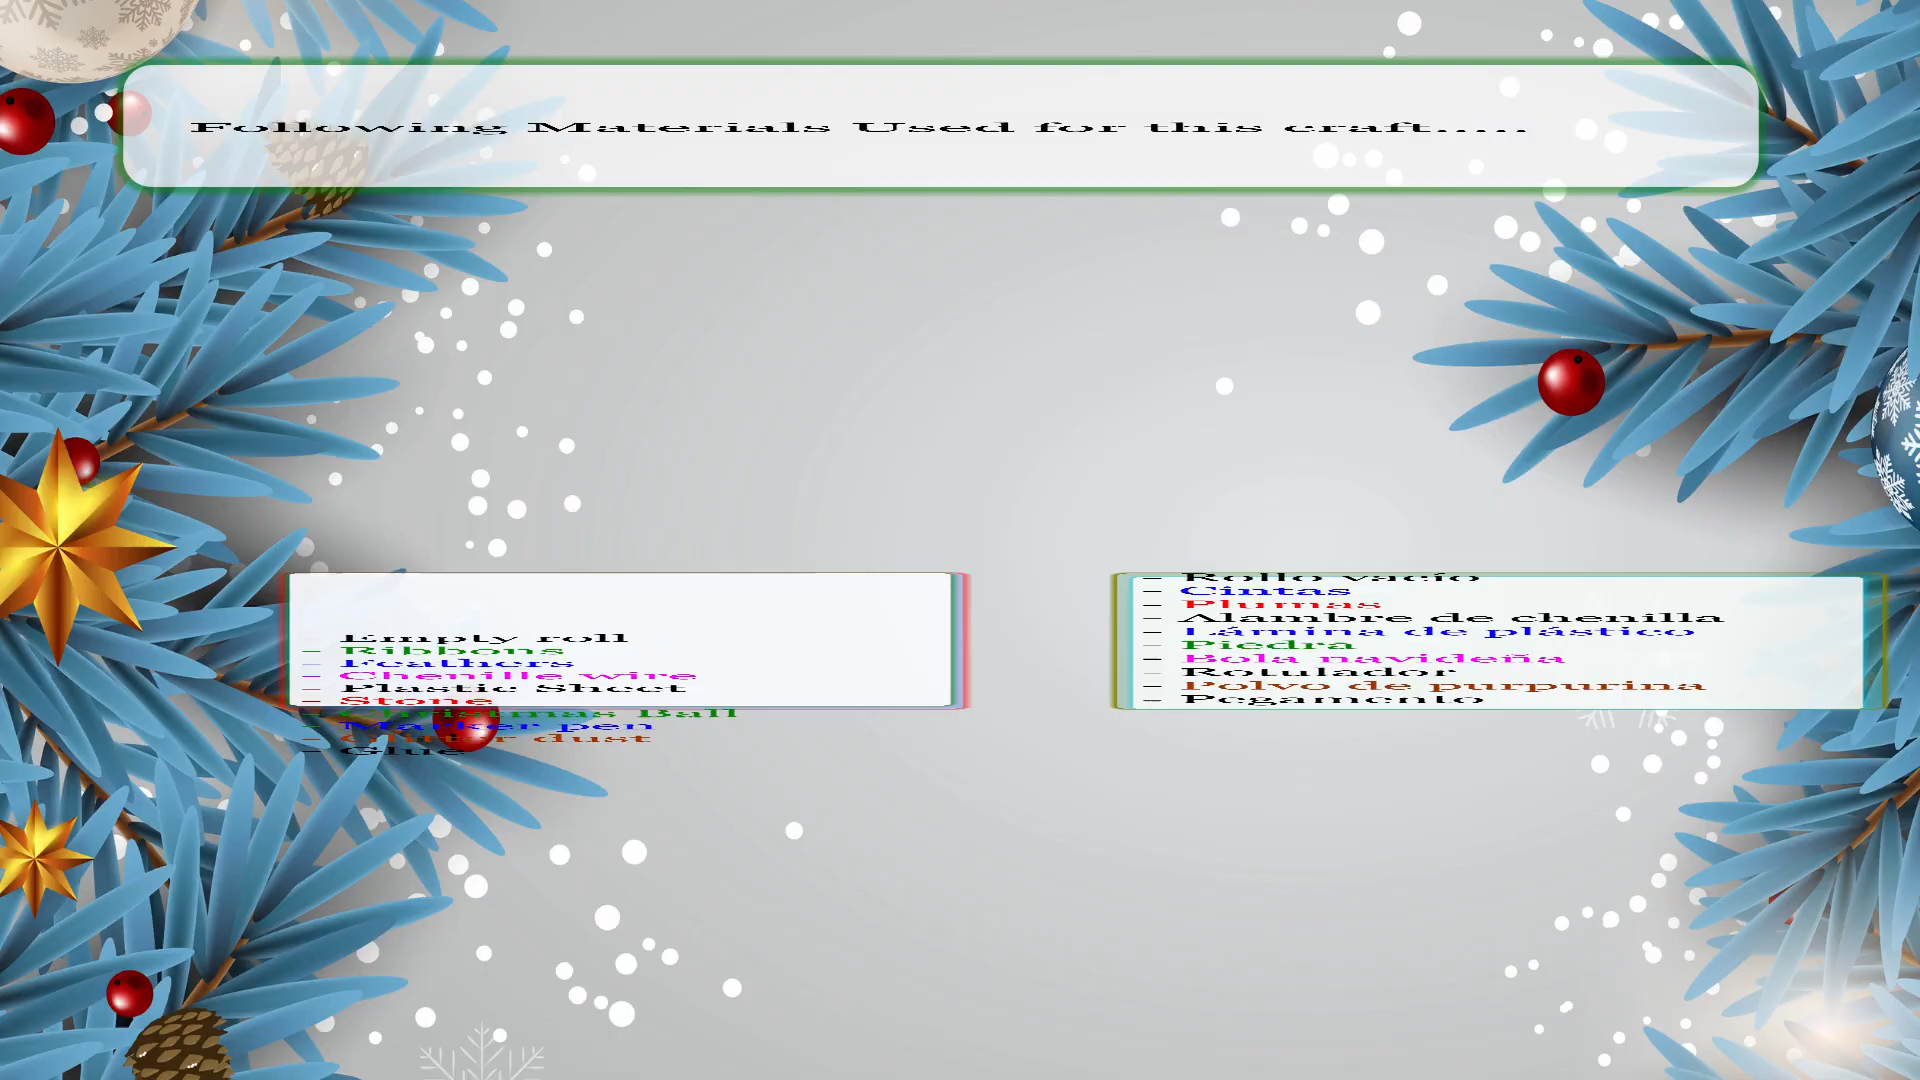 Following Materials Used for this craft.....
- Empty roll
- Ribbons
- Feathers
- Chenille wire
- Plastic Sheet
- Stone
- Christmas Ball
- Marker pen
- Glitter dust
- Glue
- Rollo vacío
- Cintas
- Plumas
- Alambre de chenilla
- Lámina de plástico
- Piedra
- Bola navideña
- Rotulador
- Polvo de purpurina
- Pegamento